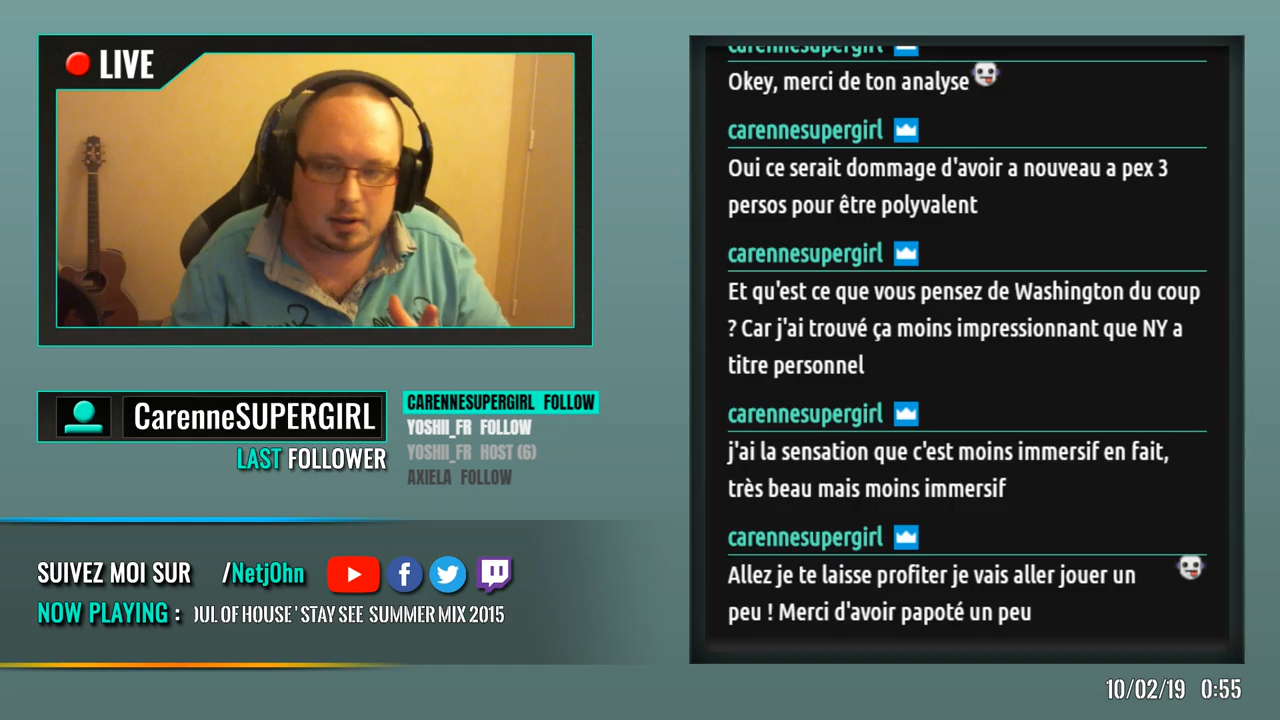 LIVE
CarenneSUPERGIRL
LAST FOLLOWER
CARENNESUPERGIRL FOLLOW
YOSHII_FR FOLLOW
YOSHII_FR HOST (6)
AXIELA FOLLOW
SUIVEZ MOI SUR /NetjOhn
NOW PLAYING : OUL OF HOUSE ' STAY SEE SUMMER MIX 2015
carennesupergirl
Okey, merci de ton analyse
carennesupergirl
Oui ce serait dommage d'avoir a nouveau a pex 3
persos pour être polyvalent
carennesupergirl
Et qu'est ce que vous pensez de Washington du coup
? Car j'ai trouvé ça moins impressionnant que NY a
titre personnel
carennesupergirl
j'ai la sensation que c'est moins immersif en fait,
très beau mais moins immersif
carennesupergirl
Allez je te laisse profiter je vais aller jouer un
peu ! Merci d'avoir papoté un peu
10/02/19 0:55